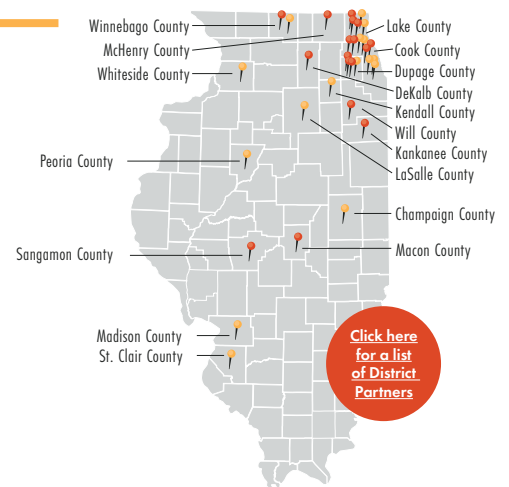 Winnebago County
McHenry County
Whiteside County
Peoria County
Sangamon County
Madison County
St. Clair County
Lake County
Cook County
Dupage County
DeKalb County
Kendall County
Will County
Kankanee County
LaSalle County
Champaign County
Macon County
Click here
for a list
of District
Partners